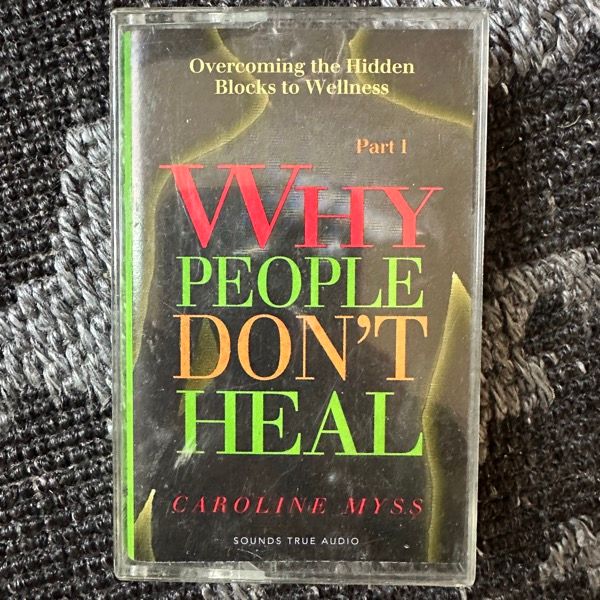 Overcoming the Hidden
Blocks to Wellness
Part 1
WHY
PEOPLE
DON'T
HEAL
CAROLINE MYSS
SOUNDS TRUE AUDIO